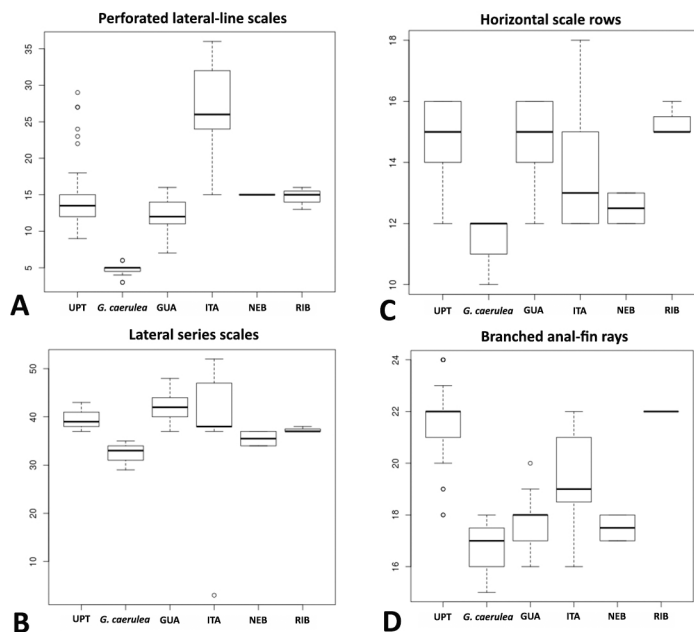 Perforated lateral-line scales
35
30
25
20
15
10
5
UPT G. caerulea GUA ITA NEB RIB
A
Lateral series scales
50
40
30
20
10
UPT G. caerulea GUA ITA NEB RIB
B
Horizontal scale rows
18
16
14
12
10
UPT G. caerulea GUA ITA NEB RIB
C
Branched anal-fin rays
24
22
20
18
16
UPT G. caerulea GUA ITA NEB RIB
D